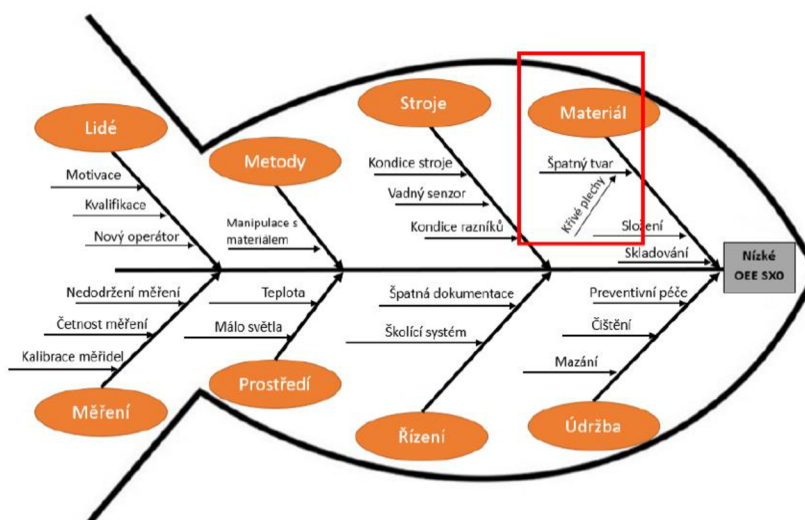 Lidé
Motivace
Kvalifikace
Nový operátor
Metody
Manipulace s
materiálem
Stroje
Kondice stroje
Vadný senzor
Kondice razníků
Materiál
Špatný tvar
Křivé plechy
Složení
Skladování
Nízké
OEE SX0
Nedodržení měření
Četnost měření
Kalibrace měřidel
Měření
Teplota
Málo světla
Prostředí
Špatná dokumentace
Školící systém
Řízení
Preventivní péče
Čištění
Mazání
Údržba